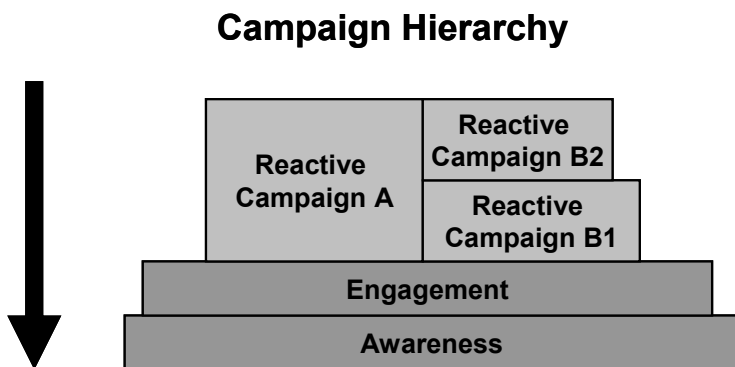 Campaign Hierarchy
Reactive
Campaign A
Reactive
Campaign B2
Reactive
Campaign B1
Engagement
Awareness